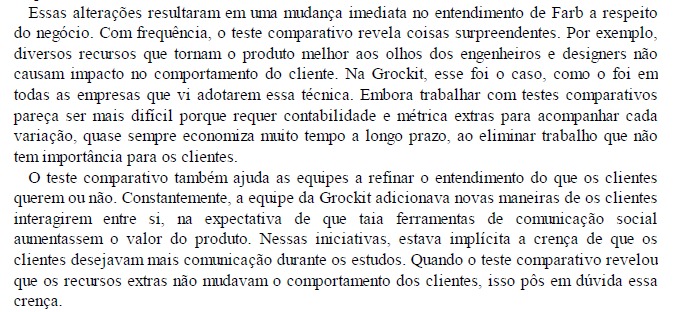 Essas alterações resultaram em uma mudança imediata no entendimento de Farb a respeito
do negócio. Com frequência, o teste comparativo revela coisas surpreendentes. Por exemplo,
diversos recursos que tornam o produto melhor aos olhos dos engenheiros e designers não
causam impacto no comportamento do cliente. Na Grockit, esse foi o caso, como o foi em
todas as empresas que vi adotarem essa técnica. Embora trabalhar com testes comparativos
pareça ser mais difícil porque requer contabilidade e métrica extras para acompanhar cada
variação, quase sempre economiza muito tempo a longo prazo, ao eliminar trabalho que não
tem importância para os clientes.
O teste comparativo também ajuda as equipes a refinar o entendimento do que os clientes
querem ou não. Constantemente, a equipe da Grockit adicionava novas maneiras de os clientes
interagirem entre si, na expectativa de que taia ferramentas de comunicação social
aumentassem o valor do produto. Nessas iniciativas, estava implícita a crença de que os
clientes desejavam mais comunicação durante os estudos. Quando o teste comparativo revelou
que os recursos extras não mudavam o comportamento dos clientes, isso pôs em dúvida essa
crença.